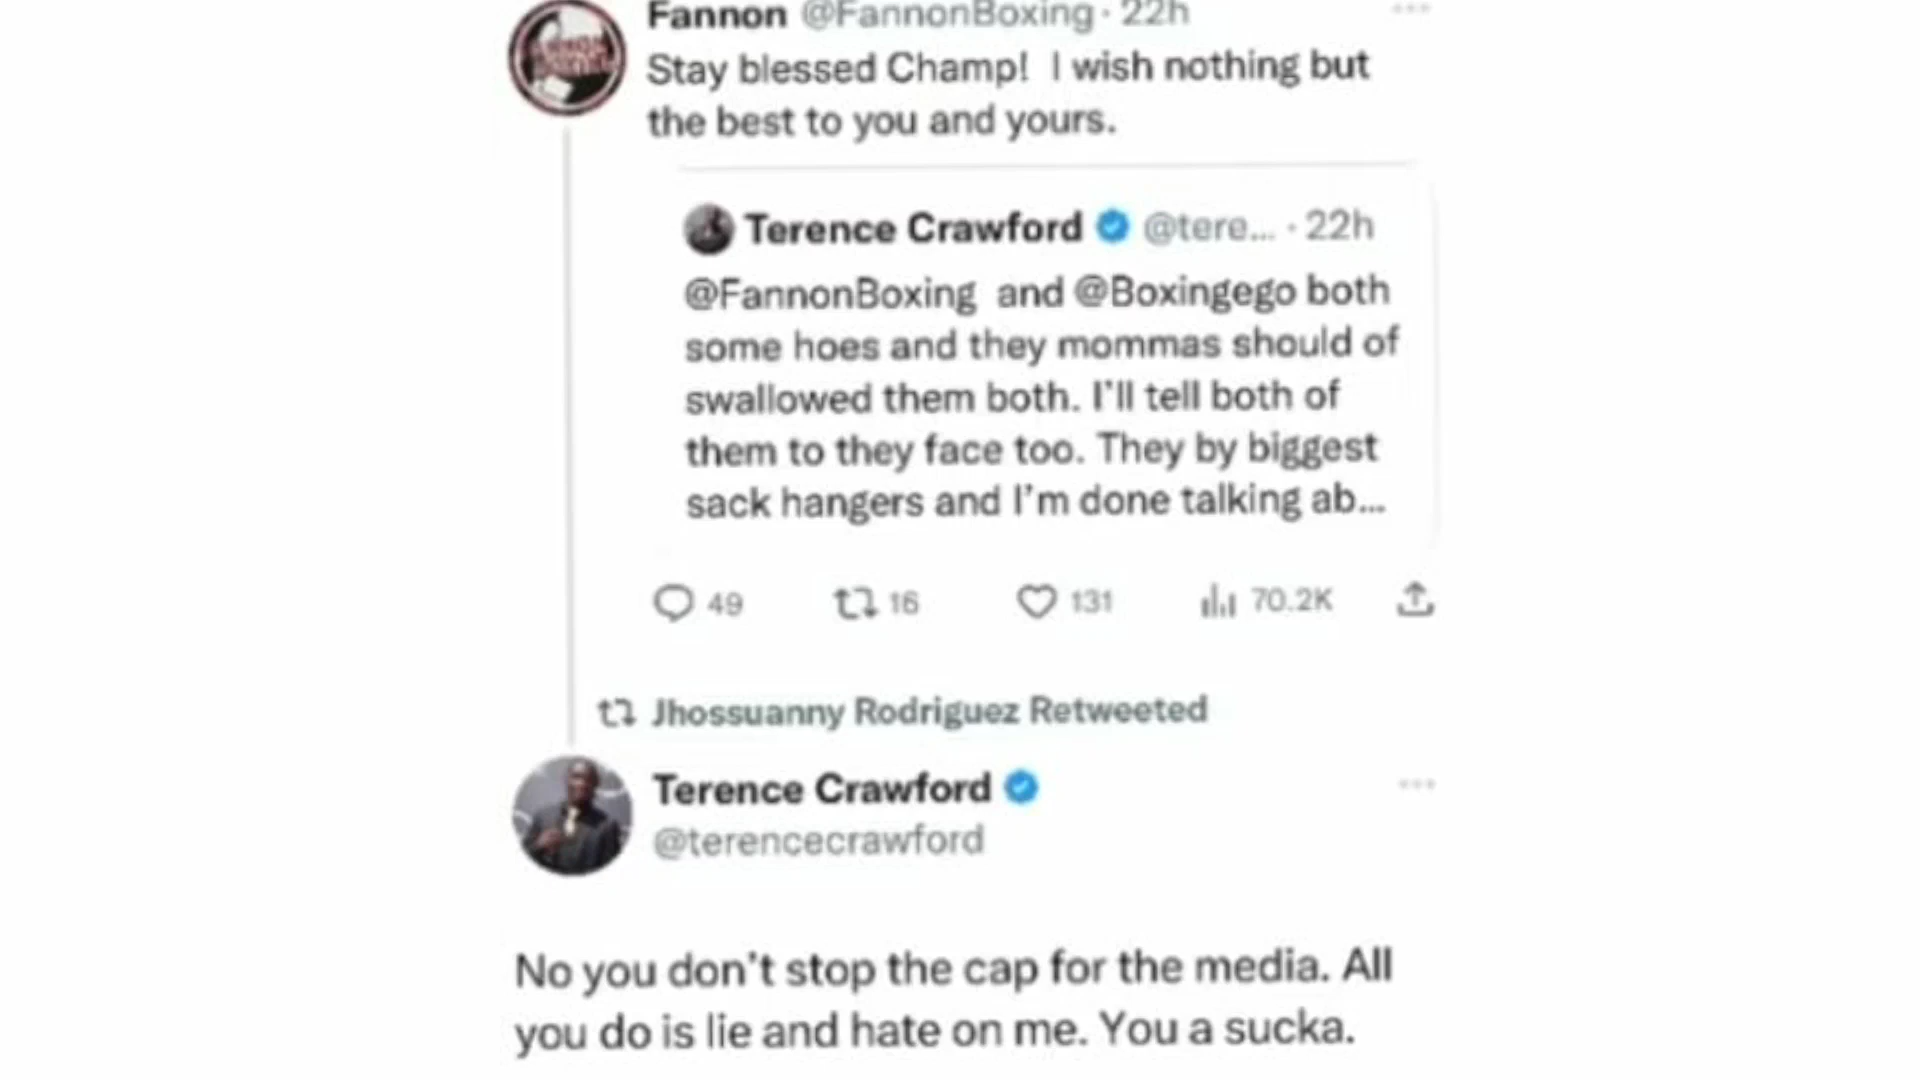 Fannon @FannonBoxing · 22h
Stay blessed Champ! I wish nothing but
the best to you and yours.
Terence Crawford @tere... · 22h
@FannonBoxing and @Boxingego both
some hoes and they mommas should of
swallowed them both. I'll tell both of
them to they face too. They by biggest
sack hangers and I'm done talking ab...
49 16 131 70.2K
Jhossuanny Rodriguez Retweeted
Terence Crawford
@terencecrawford
No you don't stop the cap for the media. All
you do is lie and hate on me. You a sucka.